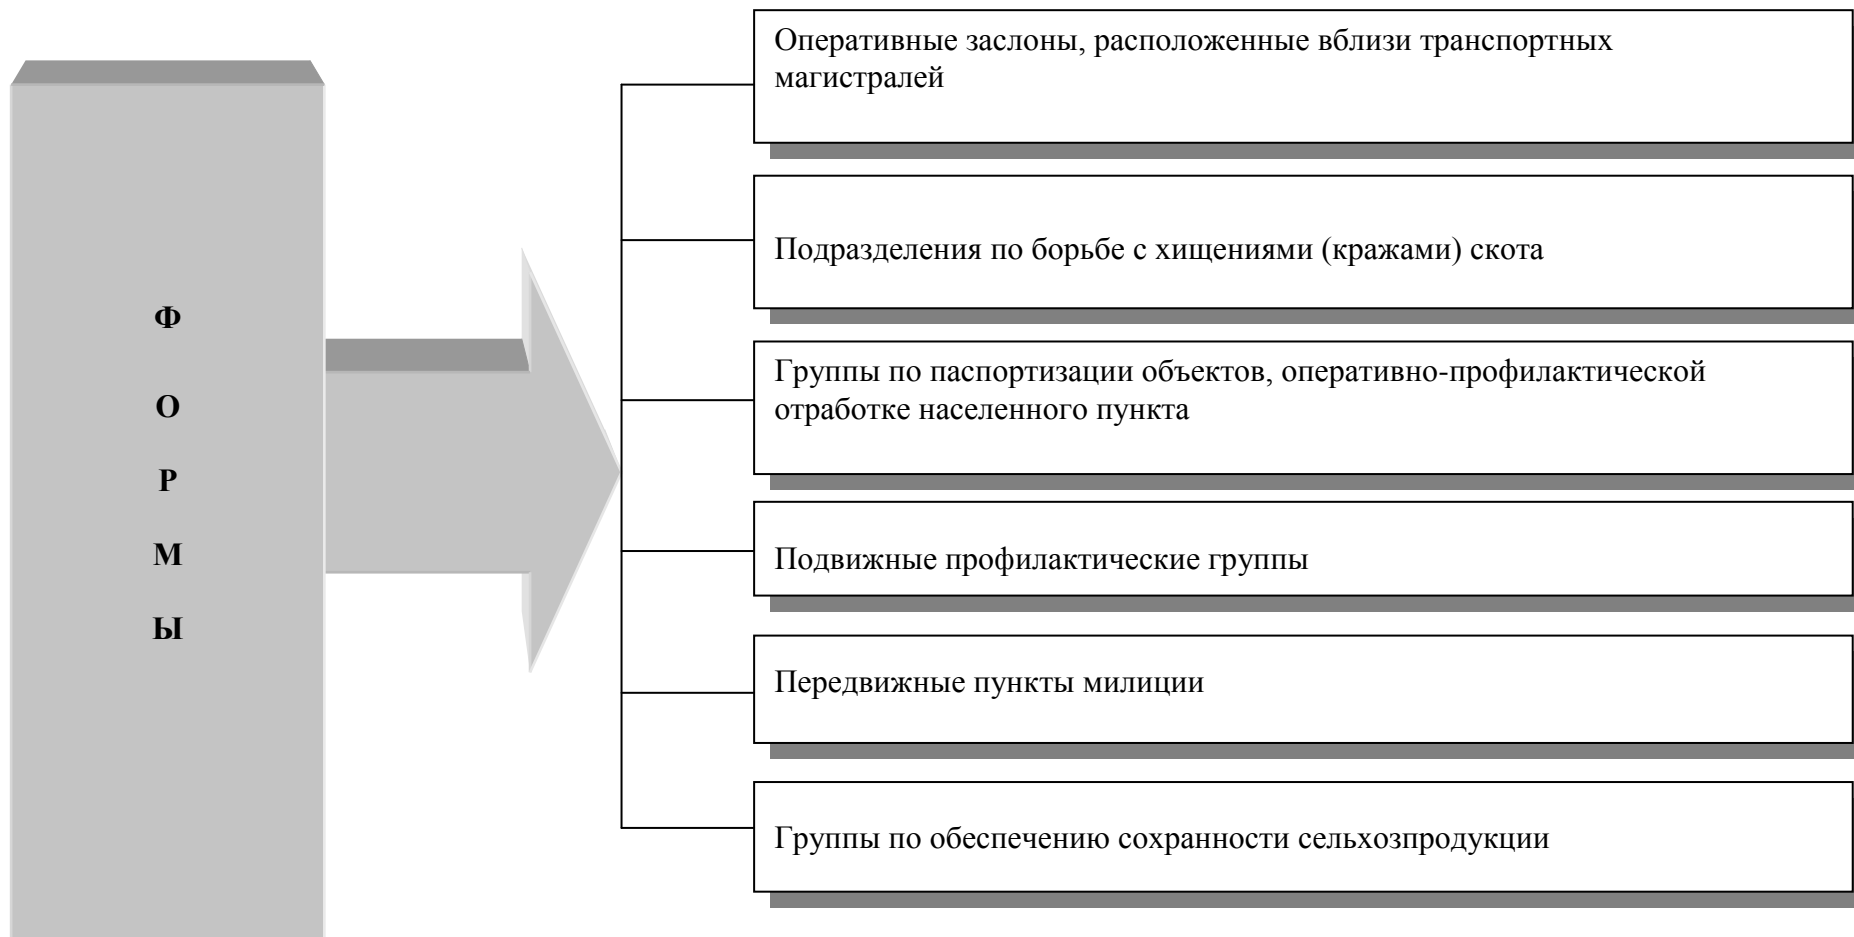 Ф
О
Р
М
Ы
Оперативные заслоны, расположенные вблизи транспортных
магистралей
Подразделения по борьбе с хищениями (кражами) скота
Группы по паспортизации объектов, оперативно-профилактической
отработке населенного пункта
Подвижные профилактические группы
Передвижные пункты милиции
Группы по обеспечению сохранности сельхозпродукции